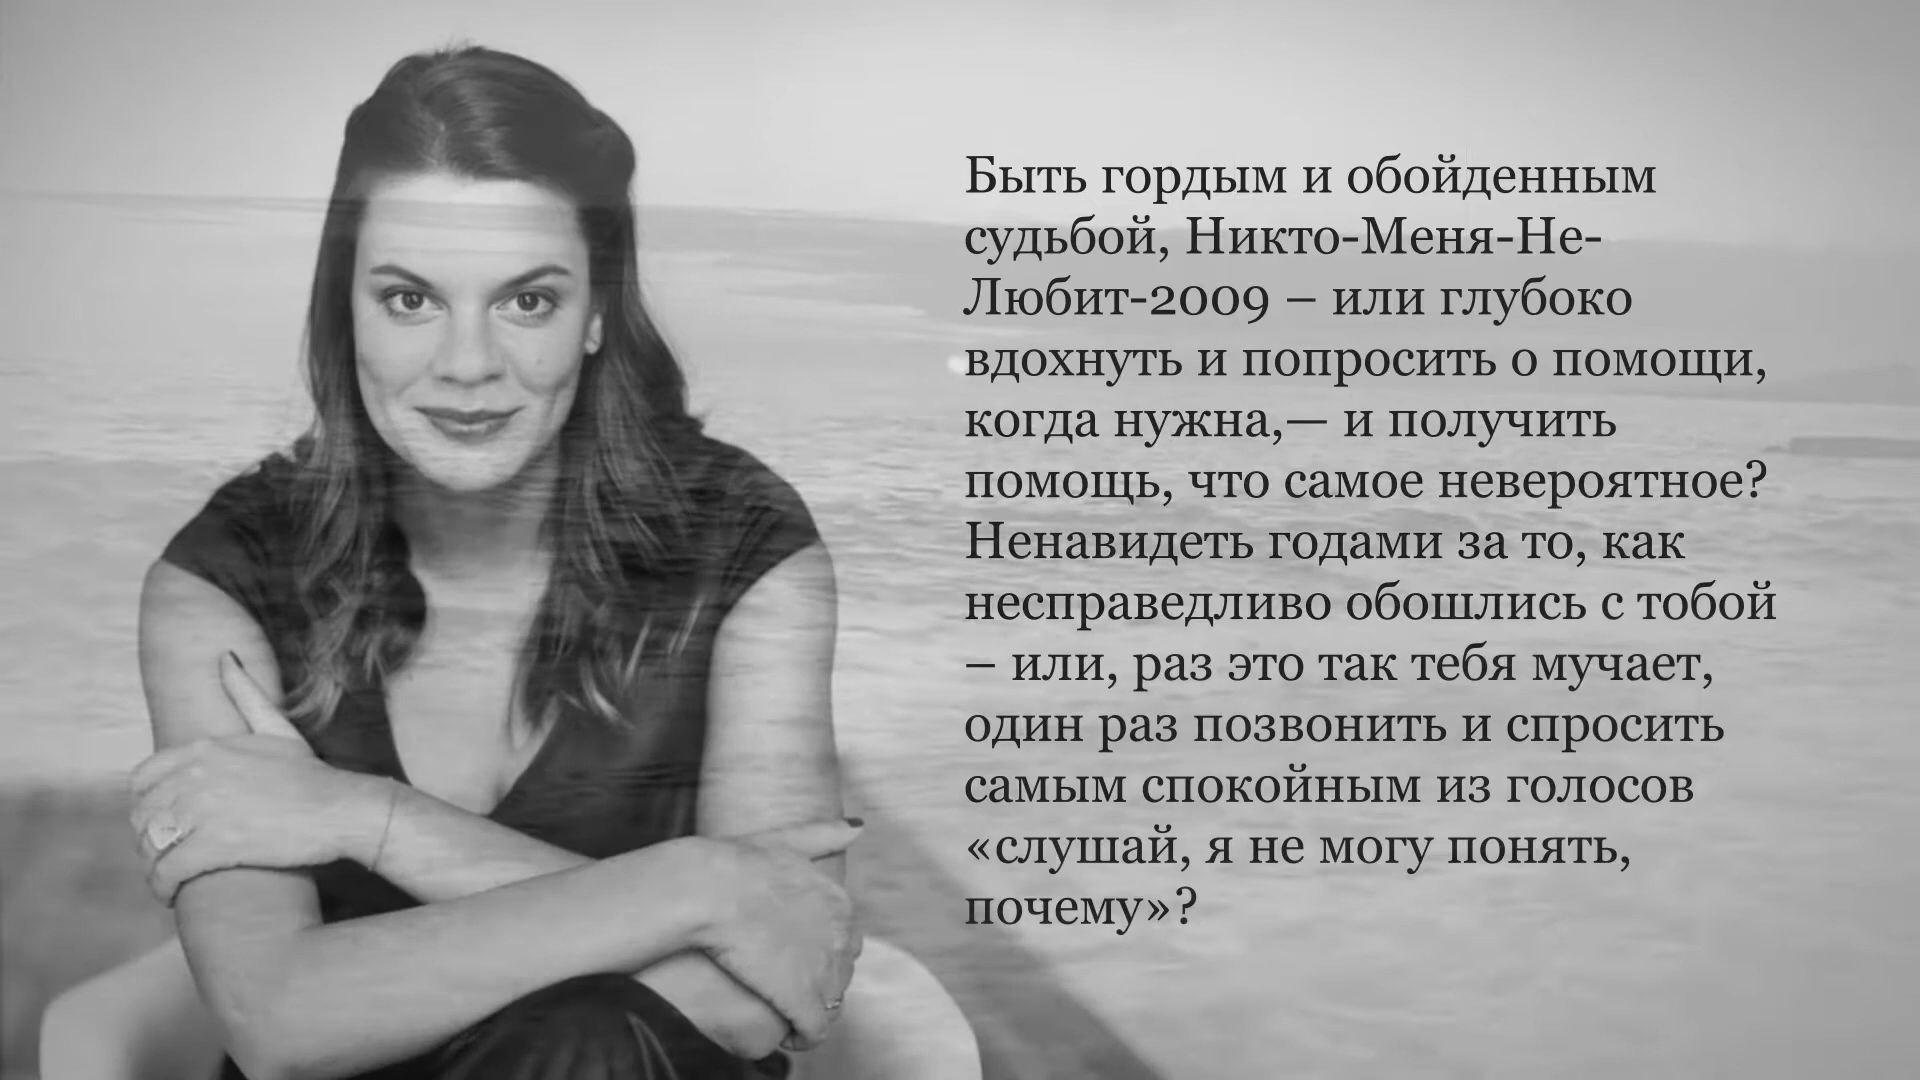 Быть гордым и обойденным
судьбой, Никто-Меня-Не-
Любит-2009 – или глубоко
вдохнуть и попросить о помощи,
когда нужна,— и получить
помощь, что самое невероятное?
Ненавидеть годами за то, как
несправедливо обошлись с тобой
– или, раз это так тебя мучает,
один раз позвонить и спросить
самым спокойным из голосов
«слушай, я не могу понять,
почему»?